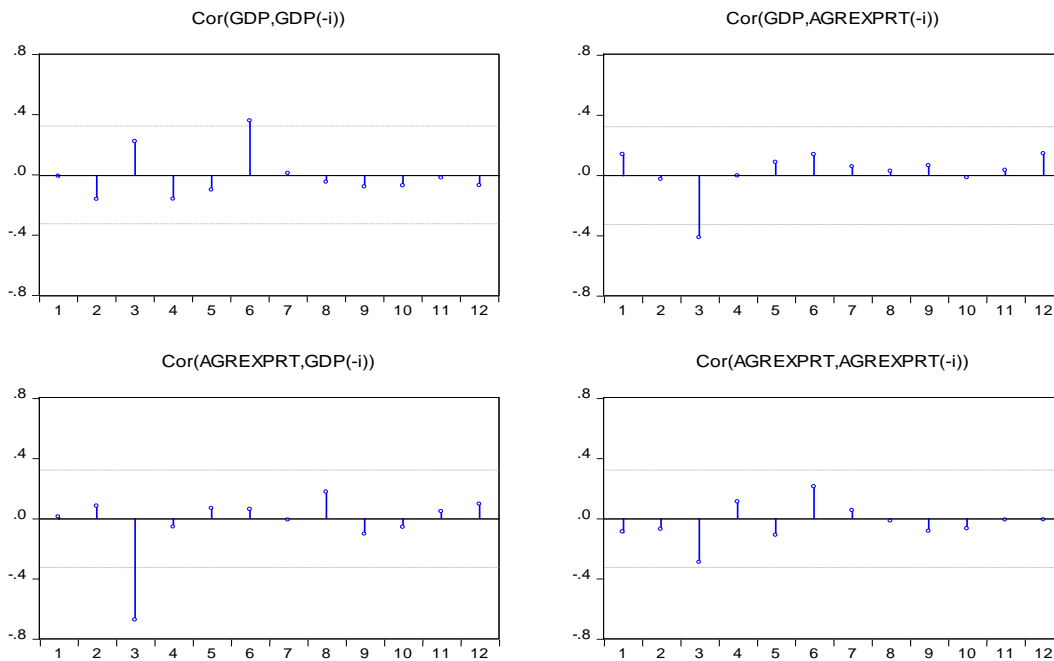 Cor(GDP,GDP(-i))
.8
.4
.0
-.4
-.8
1 2 3 4 5 6 7 8 9 10 11 12
Cor(GDP,AGREXPRT(-i))
.8
.4
.0
-.4
-.8
1 2 3 4 5 6 7 8 9 10 11 12
Cor(AGREXPRT,GDP(-i))
.8
.4
.0
-.4
-.8
1 2 3 4 5 6 7 8 9 10 11 12
Cor(AGREXPRT,AGREXPRT(-i))
.8
.4
.0
-.4
-.8
1 2 3 4 5 6 7 8 9 10 11 12